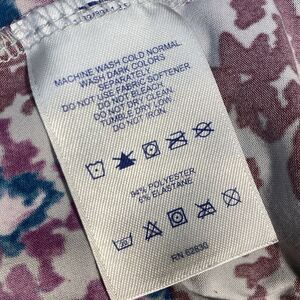 MACHINE WASH COLD NORMAL
WASH DARK COLORS
SEPARATELY
DO NOT USE FABRIC SOFTENER
DO NOT BLEACH
DO NOT DRY CLEAN
TUMBLE DRY LOW
DO NOT IRON
94% POLYESTER
6% ELASTANE
RN 62830